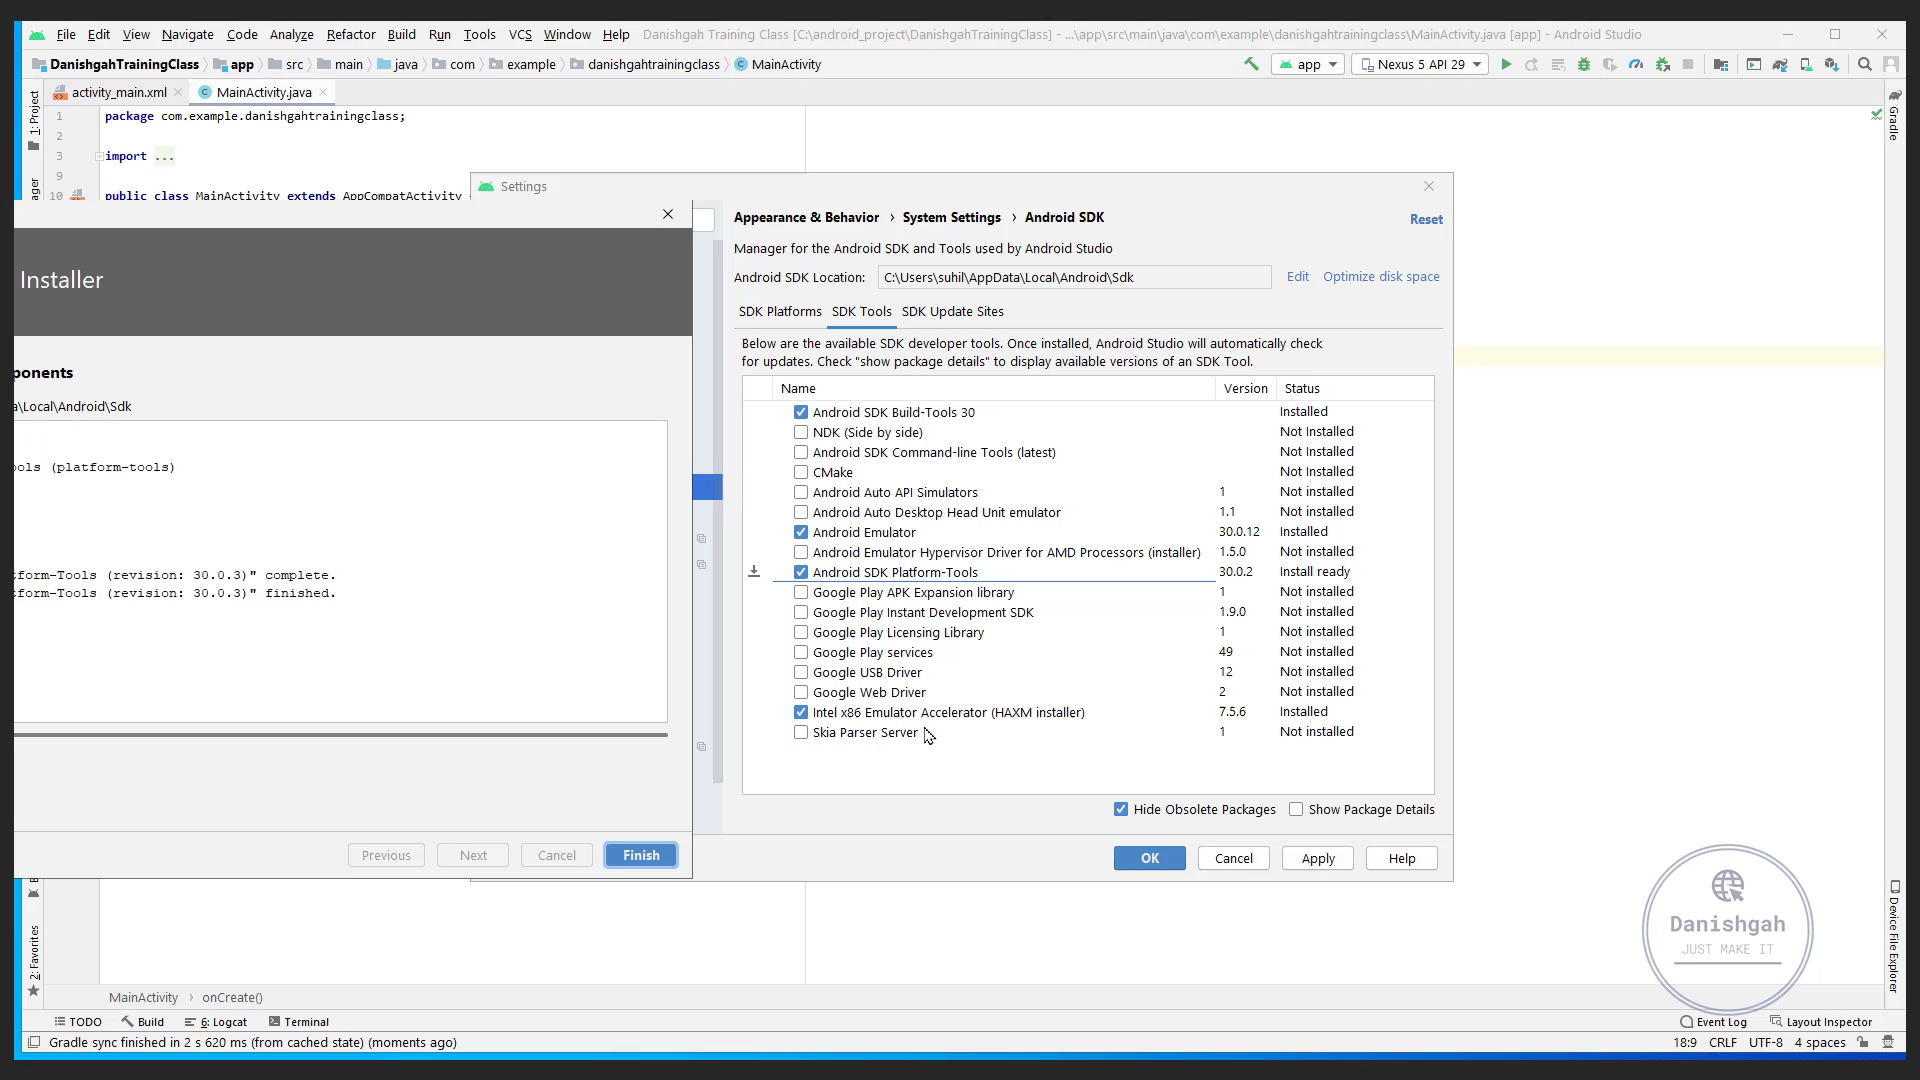 File Edit View Navigate Code Analyze Refactor Build Run Tools VCS Window Help Danishgah Training Class [C:\android_project\DanishgahTrainingClass] - ...\app\src\main\java\com\example\danishgahtrainingclass\MainActivity.java [app] - Android Studio
DanishgahTrainingClass app src main java com example danishgahtrainingclass MainActivity
app Nexus 5 API 29
activity_main.xml MainActivity.java
1: Project
Gradle
1 package com.example.danishgahtrainingclass;
2
3 import ...
9
10 public class MainActivity extends AppCompatActivity
ager
Settings
Installer
ponents
a\Local\Android\Sdk
ols (platform-tools)
form-Tools (revision: 30.0.3)" complete.
form-Tools (revision: 30.0.3)" finished.
Previous Next Cancel Finish
Appearance & Behavior › System Settings › Android SDK
Reset
Manager for the Android SDK and Tools used by Android Studio
Android SDK Location: C:\Users\suhil\AppData\Local\Android\Sdk Edit Optimize disk space
SDK Platforms SDK Tools SDK Update Sites
Below are the available SDK developer tools. Once installed, Android Studio will automatically check
for updates. Check "show package details" to display available versions of an SDK Tool.
Name Version Status
Android SDK Build-Tools 30 Installed
NDK (Side by side) Not Installed
Android SDK Command-line Tools (latest) Not Installed
CMake Not Installed
Android Auto API Simulators 1 Not installed
Android Auto Desktop Head Unit emulator 1.1 Not installed
Android Emulator 30.0.12 Installed
Android Emulator Hypervisor Driver for AMD Processors (installer) 1.5.0 Not installed
Android SDK Platform-Tools 30.0.2 Install ready
Google Play APK Expansion library 1 Not installed
Google Play Instant Development SDK 1.9.0 Not installed
Google Play Licensing Library 1 Not installed
Google Play services 49 Not installed
Google USB Driver 12 Not installed
Google Web Driver 2 Not installed
Intel x86 Emulator Accelerator (HAXM installer) 7.5.6 Installed
Skia Parser Server 1 Not installed
Hide Obsolete Packages Show Package Details
OK Cancel Apply Help
Danishgah
JUST MAKE IT
2: Favorites
Device File Explorer
MainActivity › onCreate()
TODO Build 6: Logcat Terminal Event Log Layout Inspector
Gradle sync finished in 2 s 620 ms (from cached state) (moments ago) 18:9 CRLF UTF-8 4 spaces